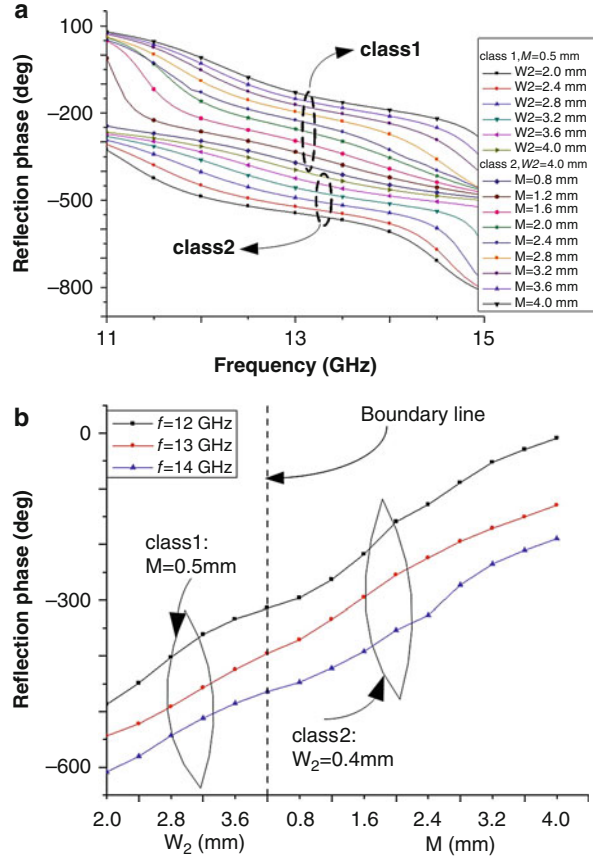 a
100
−200
−500
−800
Reflection phase (deg)
11
13
15
Frequency (GHz)
class1
class2
class 1,M=0.5 mm
W2=2.0 mm
W2=2.4 mm
W2=2.8 mm
W2=3.2 mm
W2=3.6 mm
W2=4.0 mm
class 2,W2=4.0 mm
M=0.8 mm
M=1.2 mm
M=1.6 mm
M=2.0 mm
M=2.4 mm
M=2.8 mm
M=3.2 mm
M=3.6 mm
M=4.0 mm
b
f=12 GHz
f=13 GHz
f=14 GHz
Boundary line
0
−300
−600
Reflection phase (deg)
class1:
M=0.5mm
class2:
W₂=0.4mm
2.0 2.8 3.6 0.8 1.6 2.4 3.2 4.0
W₂ (mm) M (mm)